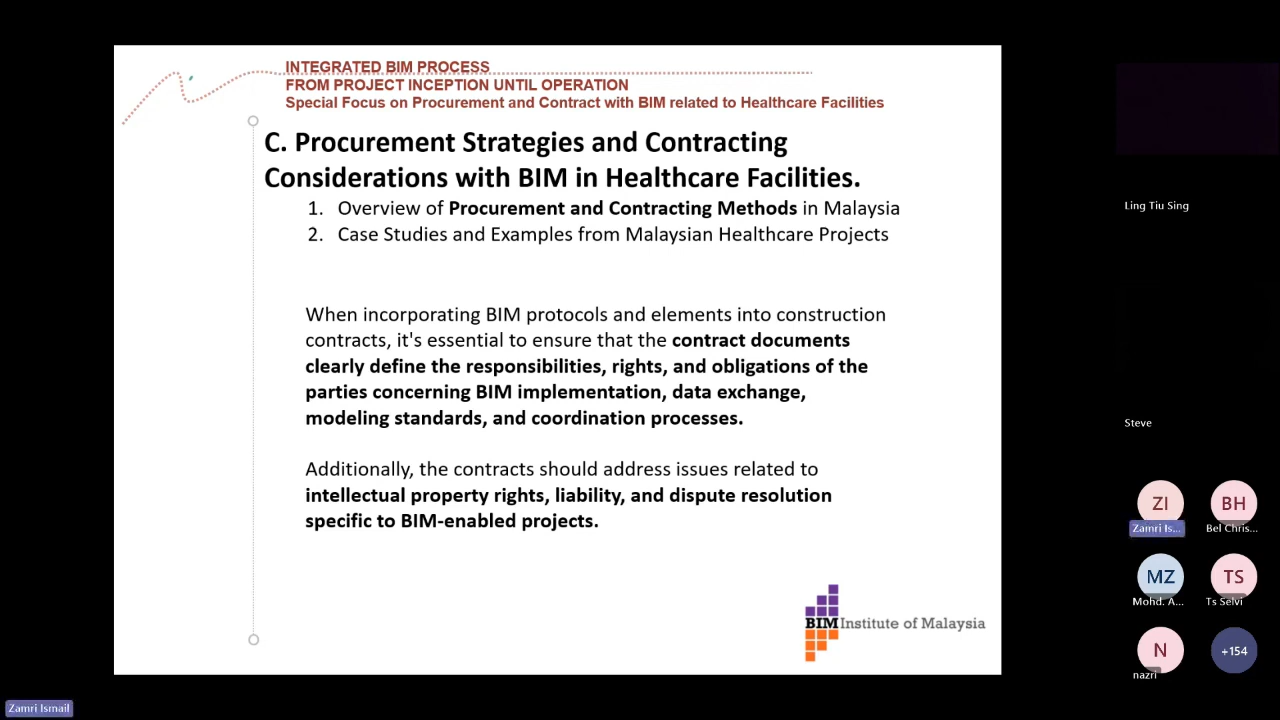 INTEGRATED BIM PROCESS
FROM PROJECT INCEPTION UNTIL OPERATION
Special Focus on Procurement and Contract with BIM related to Healthcare Facilities
C. Procurement Strategies and Contracting
Considerations with BIM in Healthcare Facilities.
1. Overview of Procurement and Contracting Methods in Malaysia
2. Case Studies and Examples from Malaysian Healthcare Projects
When incorporating BIM protocols and elements into construction
contracts, it's essential to ensure that the contract documents
clearly define the responsibilities, rights, and obligations of the
parties concerning BIM implementation, data exchange,
modeling standards, and coordination processes.
Additionally, the contracts should address issues related to
intellectual property rights, liability, and dispute resolution
specific to BIM-enabled projects.
BIM Institute of Malaysia
Ling Tiu Sing
Steve
ZI
BH
Zamri Is...
Bel Chris...
MZ
TS
Mohd. A...
Ts Selvi
N
+154
nazri
Zamri Ismail